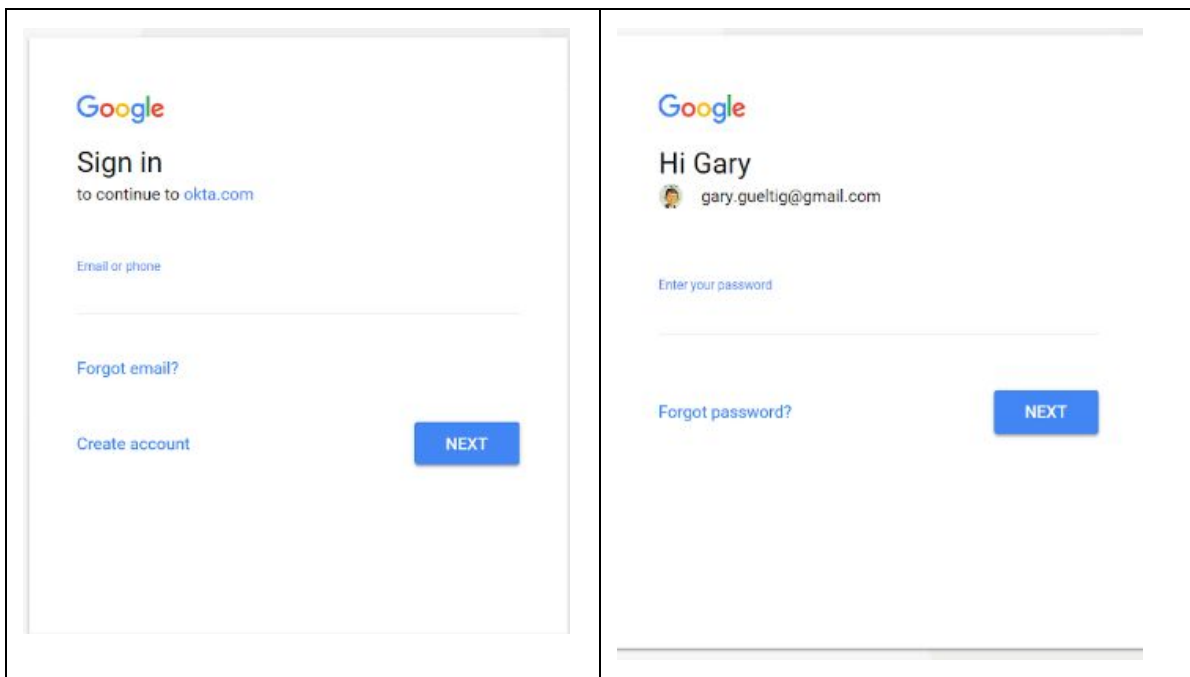 Google
Sign in
to continue to okta.com
Email or phone
Forgot email?
Create account
NEXT
Google
Hi Gary
gary.gueltig@gmail.com
Enter your password
Forgot password?
NEXT